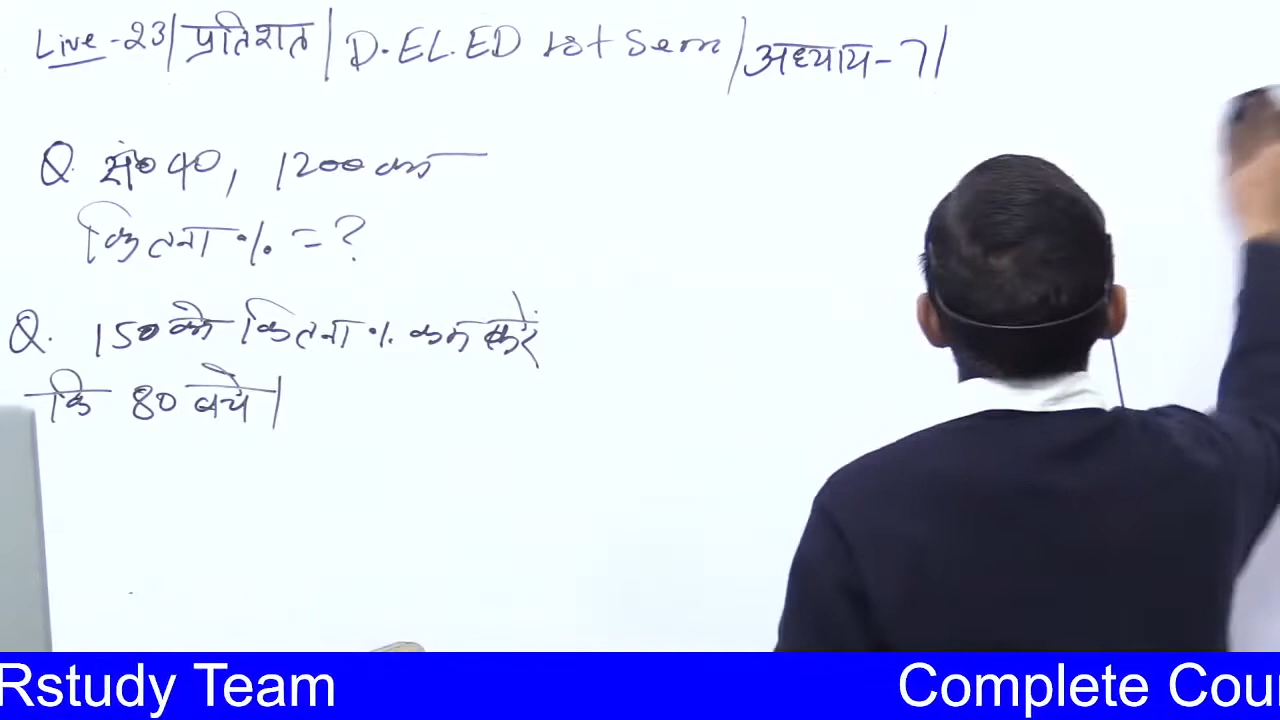 Live-23| प्रतिशत | D.EL.ED 1st Sem | अध्याय-7|
Q. सं० 40, 1200 का
कितना % = ?
Q. 150 को कितना % कम करें
कि 80 बचे|
Rstudy Team
Complete Cour